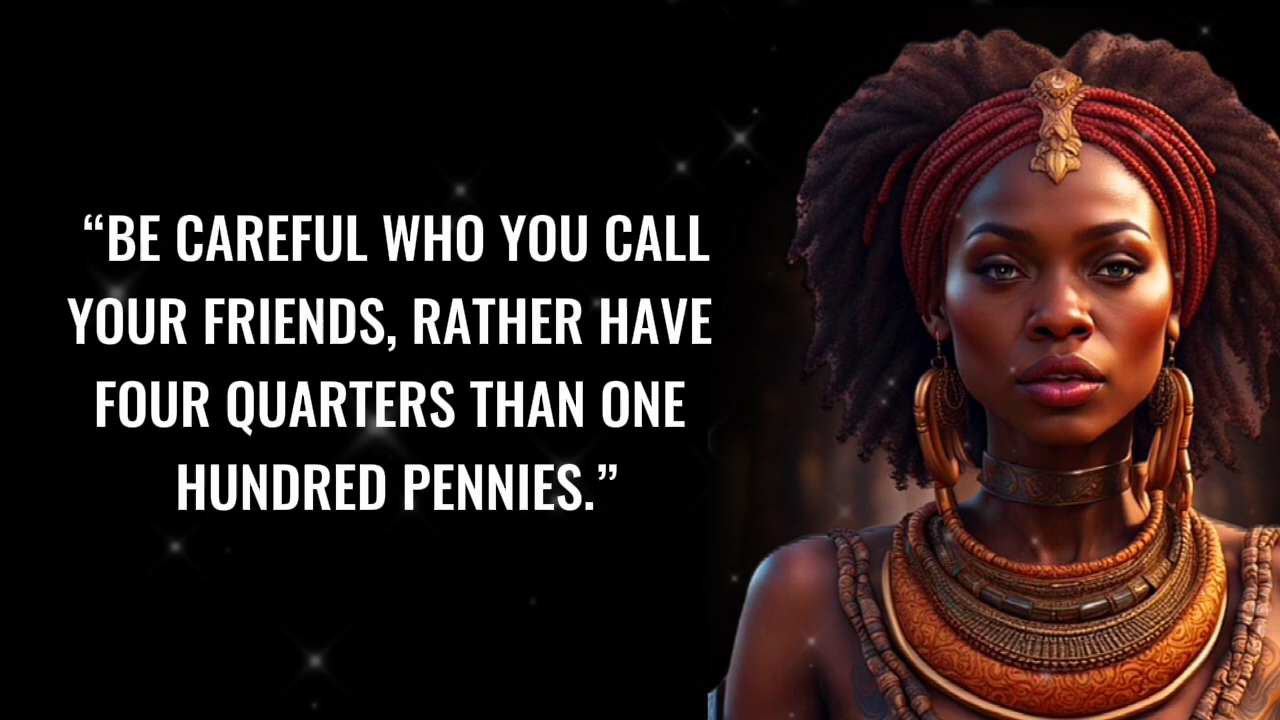 “BE CAREFUL WHO YOU CALL
YOUR FRIENDS, RATHER HAVE
FOUR QUARTERS THAN ONE
HUNDRED PENNIES.”